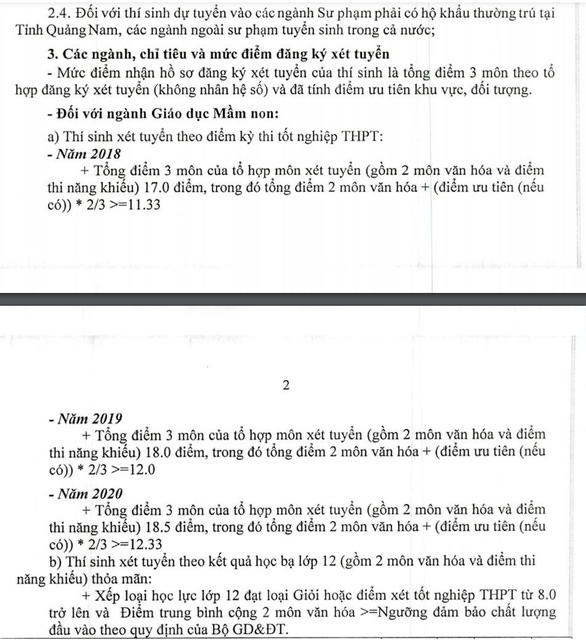 2.4. Đối với thí sinh dự tuyển vào các ngành Sư phạm phải có hộ khẩu thường trú tại
Tỉnh Quảng Nam, các ngành ngoài sư phạm tuyển sinh trong cả nước;
3. Các ngành, chỉ tiêu và mức điểm đăng ký xét tuyển
- Mức điểm nhận hồ sơ đăng ký xét tuyển của thí sinh là tổng điểm 3 môn theo tổ
hợp đăng ký xét tuyển (không nhân hệ số) và đã tính điểm ưu tiên khu vực, đối tượng.
- Đối với ngành Giáo dục Mầm non:
a) Thí sinh xét tuyển theo điểm kỳ thi tốt nghiệp THPT:
- Năm 2018
+ Tổng điểm 3 môn của tổ hợp môn xét tuyển (gồm 2 môn văn hóa và điểm
thi năng khiếu) 17.0 điểm, trong đó tổng điểm 2 môn văn hóa + (điểm ưu tiên (nếu
có)) * 2/3 >=11.33
2
- Năm 2019
+ Tổng điểm 3 môn của tổ hợp môn xét tuyển (gồm 2 môn văn hóa và điểm
thi năng khiếu) 18.0 điểm, trong đó tổng điểm 2 môn văn hóa + (điểm ưu tiên (nếu
có)) * 2/3 >=12.0
- Năm 2020
+ Tổng điểm 3 môn của tổ hợp môn xét tuyển (gồm 2 môn văn hóa và điểm
thi năng khiếu) 18.5 điểm, trong đó tổng điểm 2 môn văn hóa + (điểm ưu tiên (nếu
có)) * 2/3 >=12.33
b) Thí sinh xét tuyển theo kết quả học bạ lớp 12 (gồm 2 môn văn hóa và điểm thi
năng khiếu) thỏa mãn:
+ Xếp loại học lực lớp 12 đạt loại Giỏi hoặc điểm xét tốt nghiệp THPT từ 8.0
trở lên và Điểm trung bình cộng 2 môn văn hóa >=Ngưỡng đảm bảo chất lượng
đầu vào theo quy định của Bộ GD&ĐT.